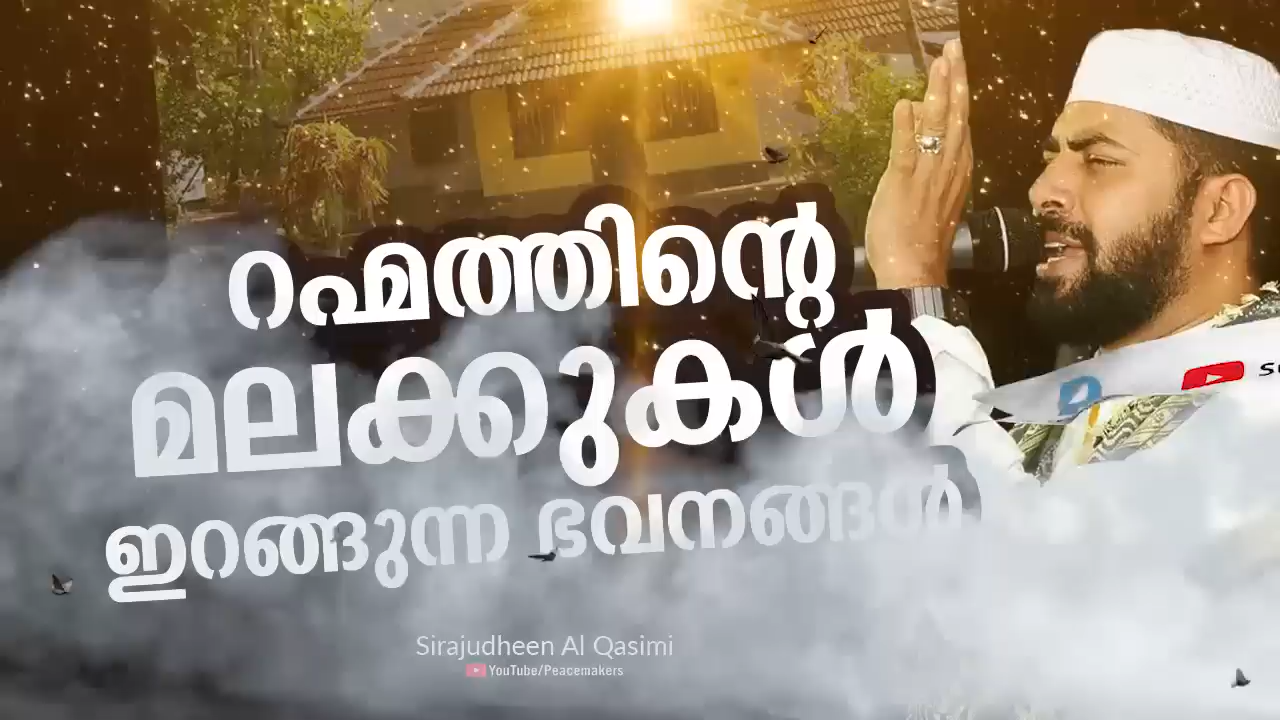 റഹ്മത്തിന്റെ
മലക്കുകൾ
ഇറങ്ങുന്ന ഭവനങ്ങൾ
Sirajudheen Al Qasimi
YouTube/Peacemakers